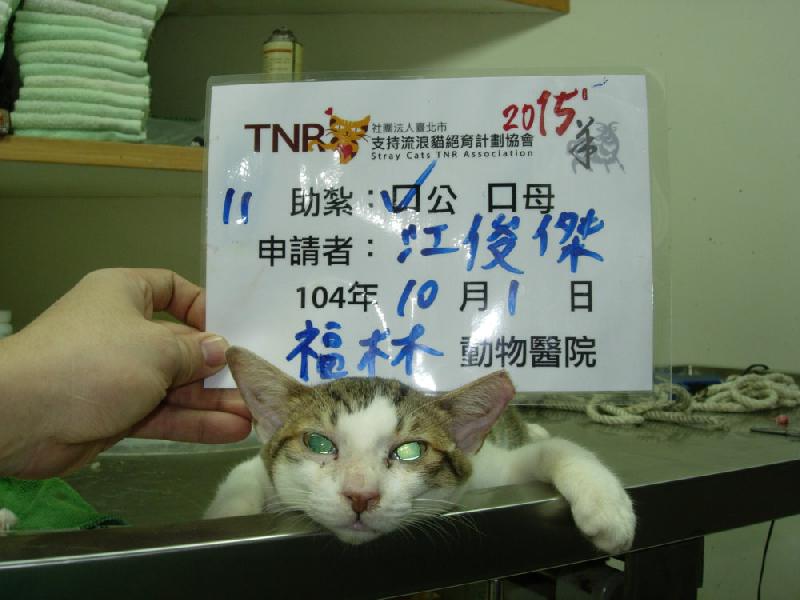 TNR 社團法人臺北市
支持流浪貓絕育計劃協會
Stray Cats TNR Association
2015 羊
11 助紮：☑公 口母
申請者：江俊傑
104年 10 月 1 日
福林 動物醫院